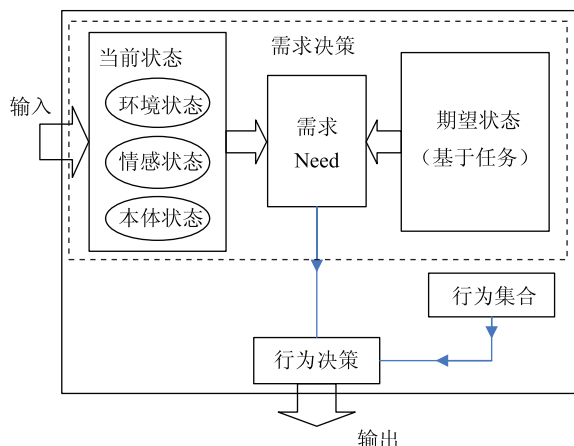 需求决策
当前状态
输入
环境状态
情感状态
本体状态
需求
Need
期望状态
（基于任务）
行为集合
行为决策
输出